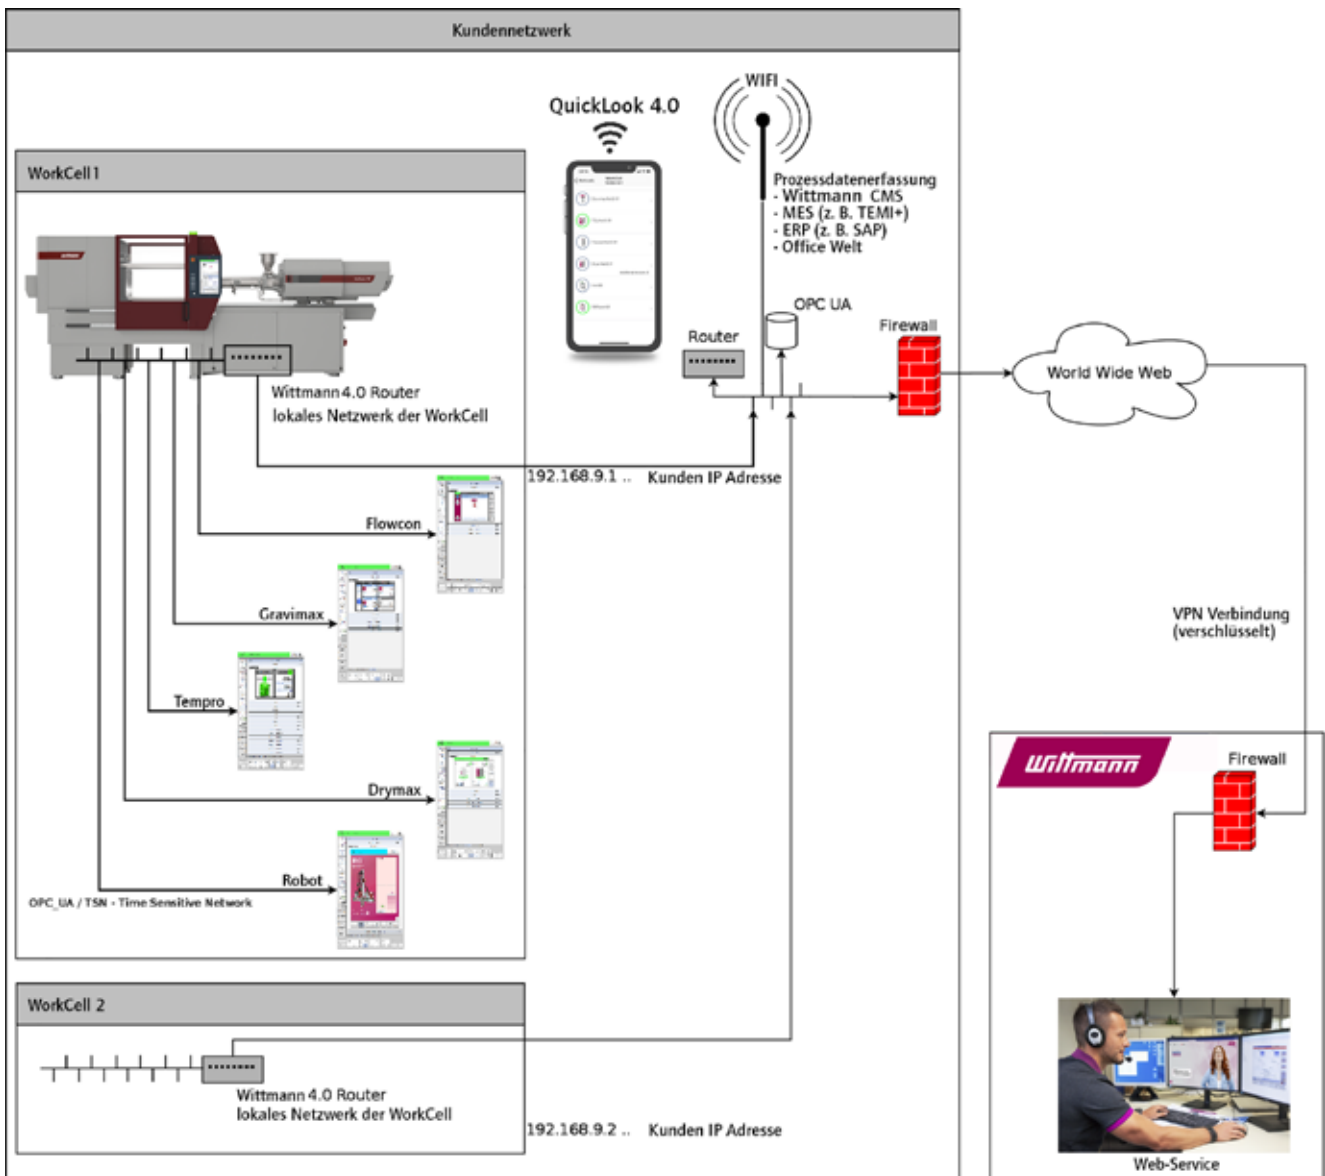 Kundennetzwerk
WIFI
QuickLook 4.0
WorkCell 1
Prozessdatenerfassung
- Wittmann CMS
- MES (z. B. TEMI+)
- ERP (z. B. SAP)
- Office Welt
OPC UA
Router
Firewall
World Wide Web
Wittmann 4.0 Router
lokales Netzwerk der WorkCell
192.168.9.1 .. Kunden IP Adresse
Flowcon
Gravimax
Tempro
Drymax
Robot
OPC_UA / TSN - Time Sensitive Network
VPN Verbindung
(verschlüsselt)
Wittmann
Firewall
WorkCell 2
Wittmann 4.0 Router
lokales Netzwerk der WorkCell
192.168.9.2 .. Kunden IP Adresse
Web-Service